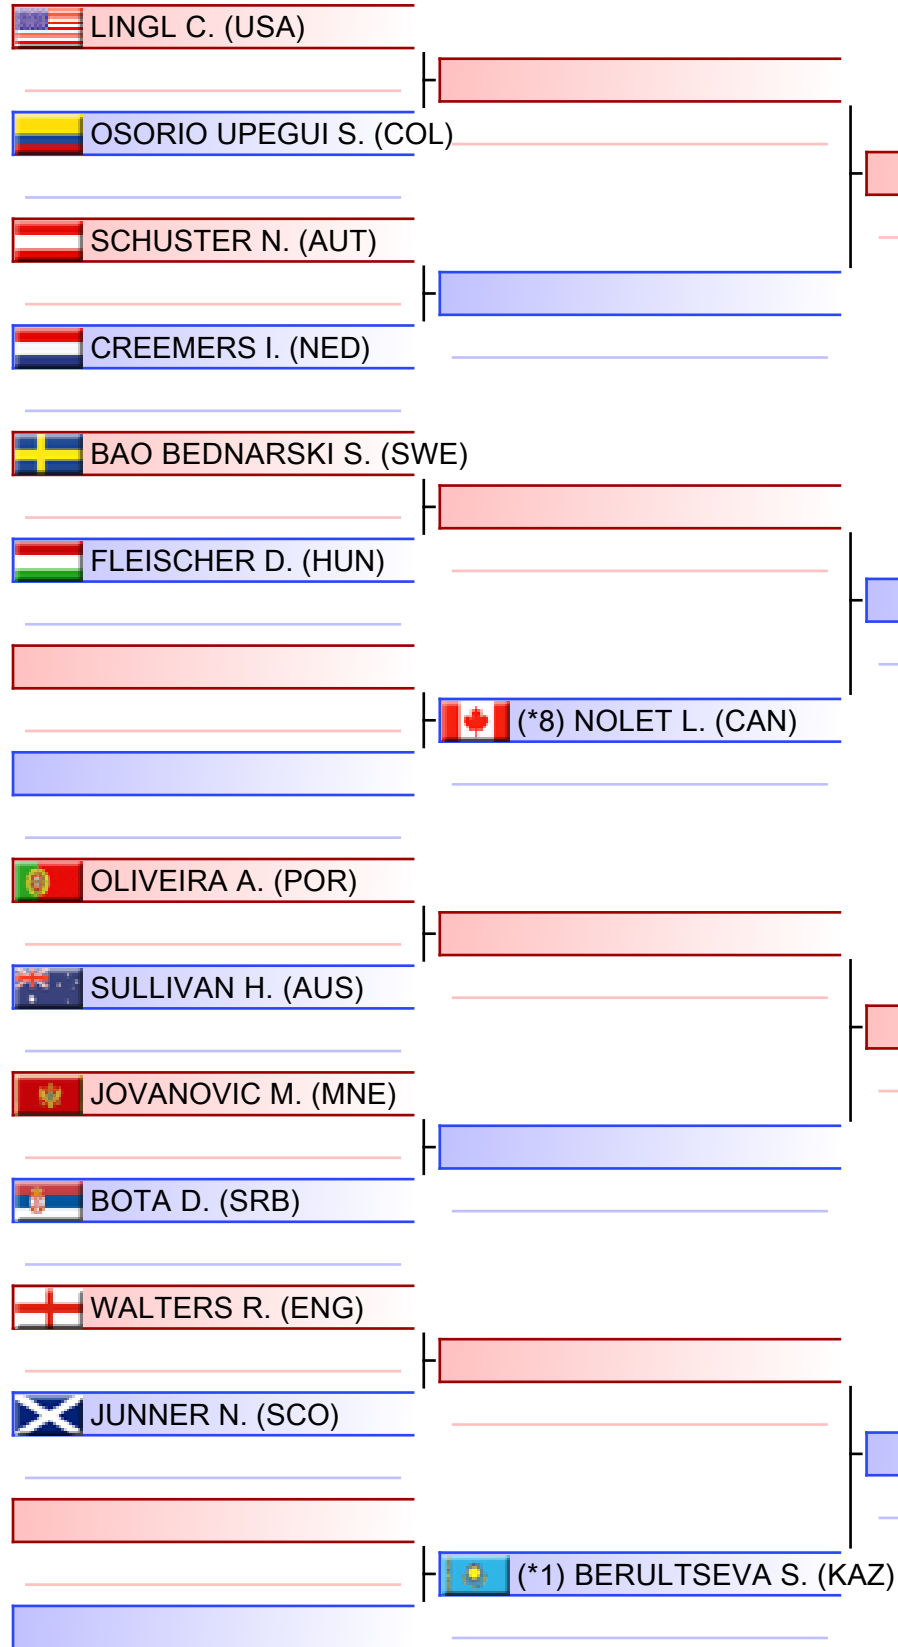 LINGL C. (USA)
OSORIO UPEGUI S. (COL)
SCHUSTER N. (AUT)
CREEMERS I. (NED)
BAO BEDNARSKI S. (SWE)
FLEISCHER D. (HUN)
(*8) NOLET L. (CAN)
OLIVEIRA A. (POR)
SULLIVAN H. (AUS)
JOVANOVIC M. (MNE)
BOTA D. (SRB)
WALTERS R. (ENG)
JUNNER N. (SCO)
(*1) BERULTSEVA S. (KAZ)